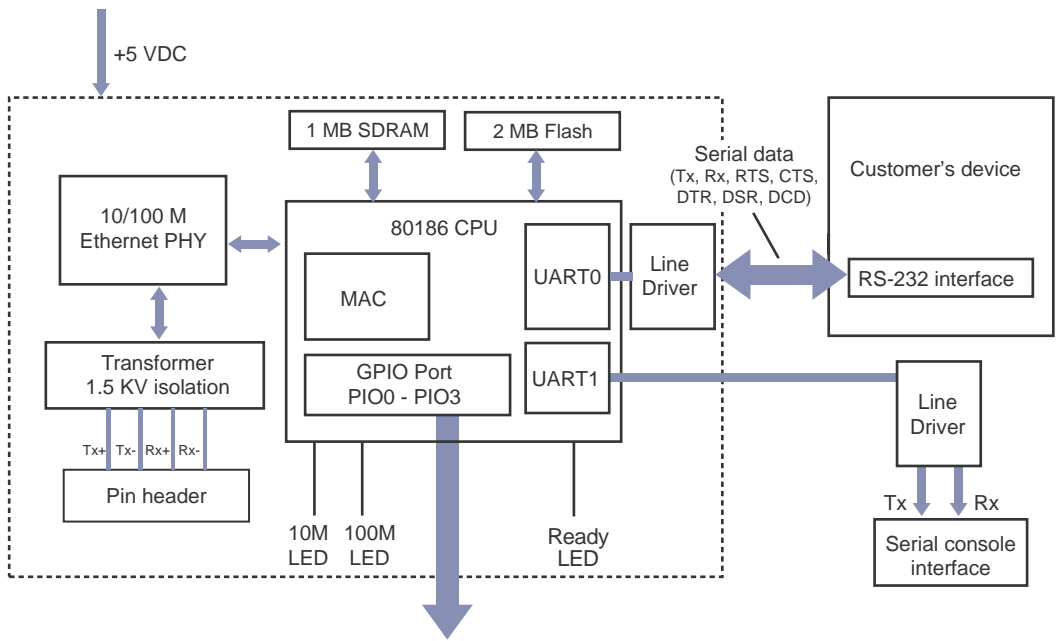 +5 VDC
1 MB SDRAM
2 MB Flash
Serial data
(Tx, Rx, RTS, CTS,
DTR, DSR, DCD)
Customer's device
RS-232 interface
10/100 M
Ethernet PHY
80186 CPU
MAC
UART0
Line
Driver
Transformer
1.5 KV isolation
GPIO Port
PIO0 - PIO3
UART1
Line
Driver
Tx+ Tx- Rx+ Rx-
Pin header
10M
LED
100M
LED
Ready
LED
Tx Rx
Serial console
interface